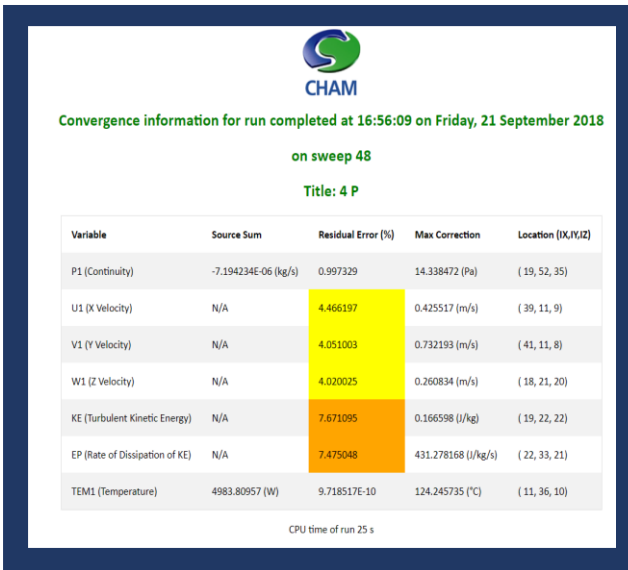 CHAM
Convergence information for run completed at 16:56:09 on Friday, 21 September 2018
on sweep 48
Title: 4 P
Variable Source Sum Residual Error (%) Max Correction Location (IX,IY,IZ)
P1 (Continuity) -7.194234E-06 (kg/s) 0.997329 14.338472 (Pa) ( 19, 52, 35)
U1 (X Velocity) N/A 4.466197 0.425517 (m/s) ( 39, 11, 9)
V1 (Y Velocity) N/A 4.051003 0.732193 (m/s) ( 41, 11, 8)
W1 (Z Velocity) N/A 4.020025 0.260834 (m/s) ( 18, 21, 20)
KE (Turbulent Kinetic Energy) N/A 7.671095 0.166598 (J/kg) ( 19, 22, 22)
EP (Rate of Dissipation of KE) N/A 7.475048 431.278168 (J/kg/s) ( 22, 33, 21)
TEM1 (Temperature) 4983.80957 (W) 9.718517E-10 124.245735 (°C) ( 11, 36, 10)
CPU time of run 25 s